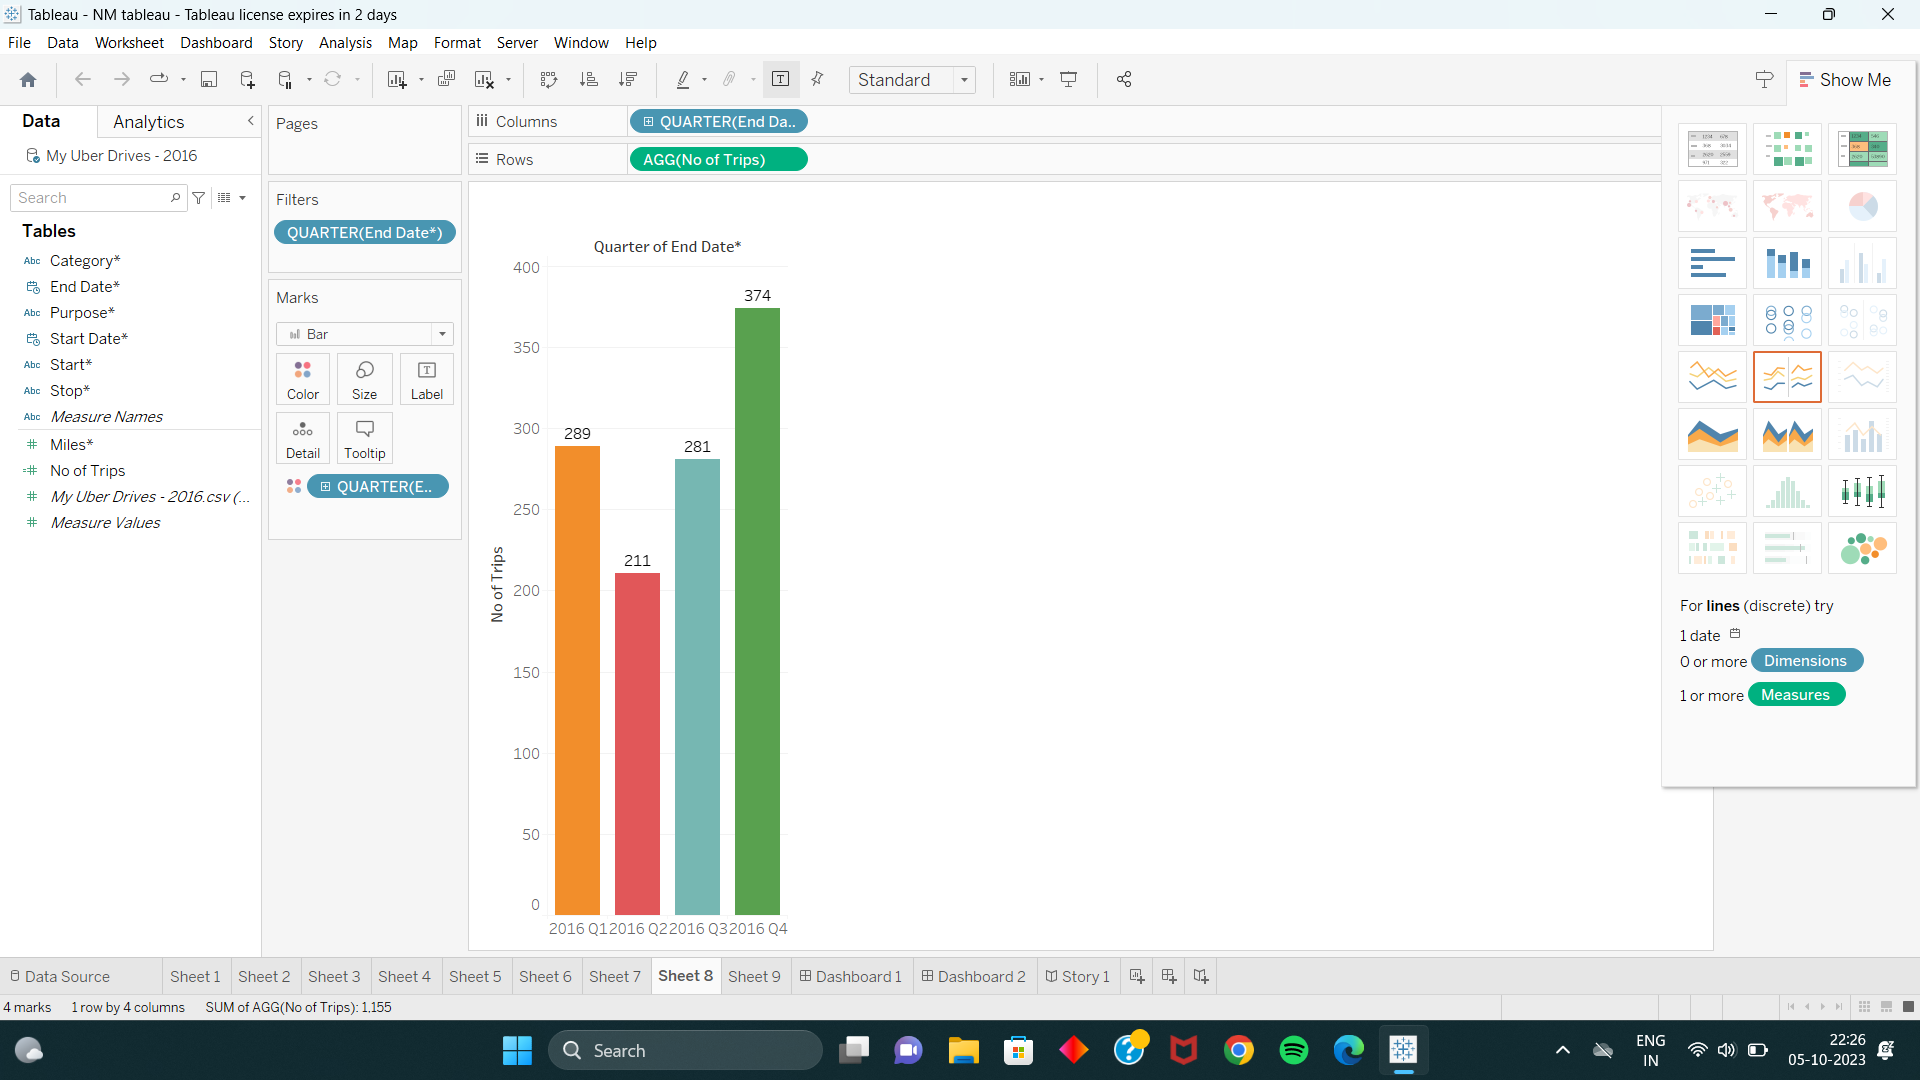 Tableau - NM tableau - Tableau license expires in 2 days
File Data Worksheet Dashboard Story Analysis Map Format Server Window Help
Standard
Show Me
Data
Analytics
My Uber Drives - 2016
Search
Tables
Abc Category*
End Date*
Abc Purpose*
Start Date*
Abc Start*
Abc Stop*
Abc Measure Names
# Miles*
=# No of Trips
# My Uber Drives - 2016.csv (...
# Measure Values
Pages
Filters
QUARTER(End Date*)
Marks
Bar
Color
Size
Label
Detail
Tooltip
QUARTER(E..
Columns
QUARTER(End Da..
Rows
AGG(No of Trips)
Quarter of End Date*
No of Trips
400
350
300
250
200
150
100
50
0
289
211
281
374
2016 Q1 2016 Q2 2016 Q3 2016 Q4
For lines (discrete) try
1 date
0 or more Dimensions
1 or more Measures
Data Source Sheet 1 Sheet 2 Sheet 3 Sheet 4 Sheet 5 Sheet 6 Sheet 7 Sheet 8 Sheet 9 Dashboard 1 Dashboard 2 Story 1
4 marks 1 row by 4 columns SUM of AGG(No of Trips): 1,155
Search
ENG
IN
22:26
05-10-2023